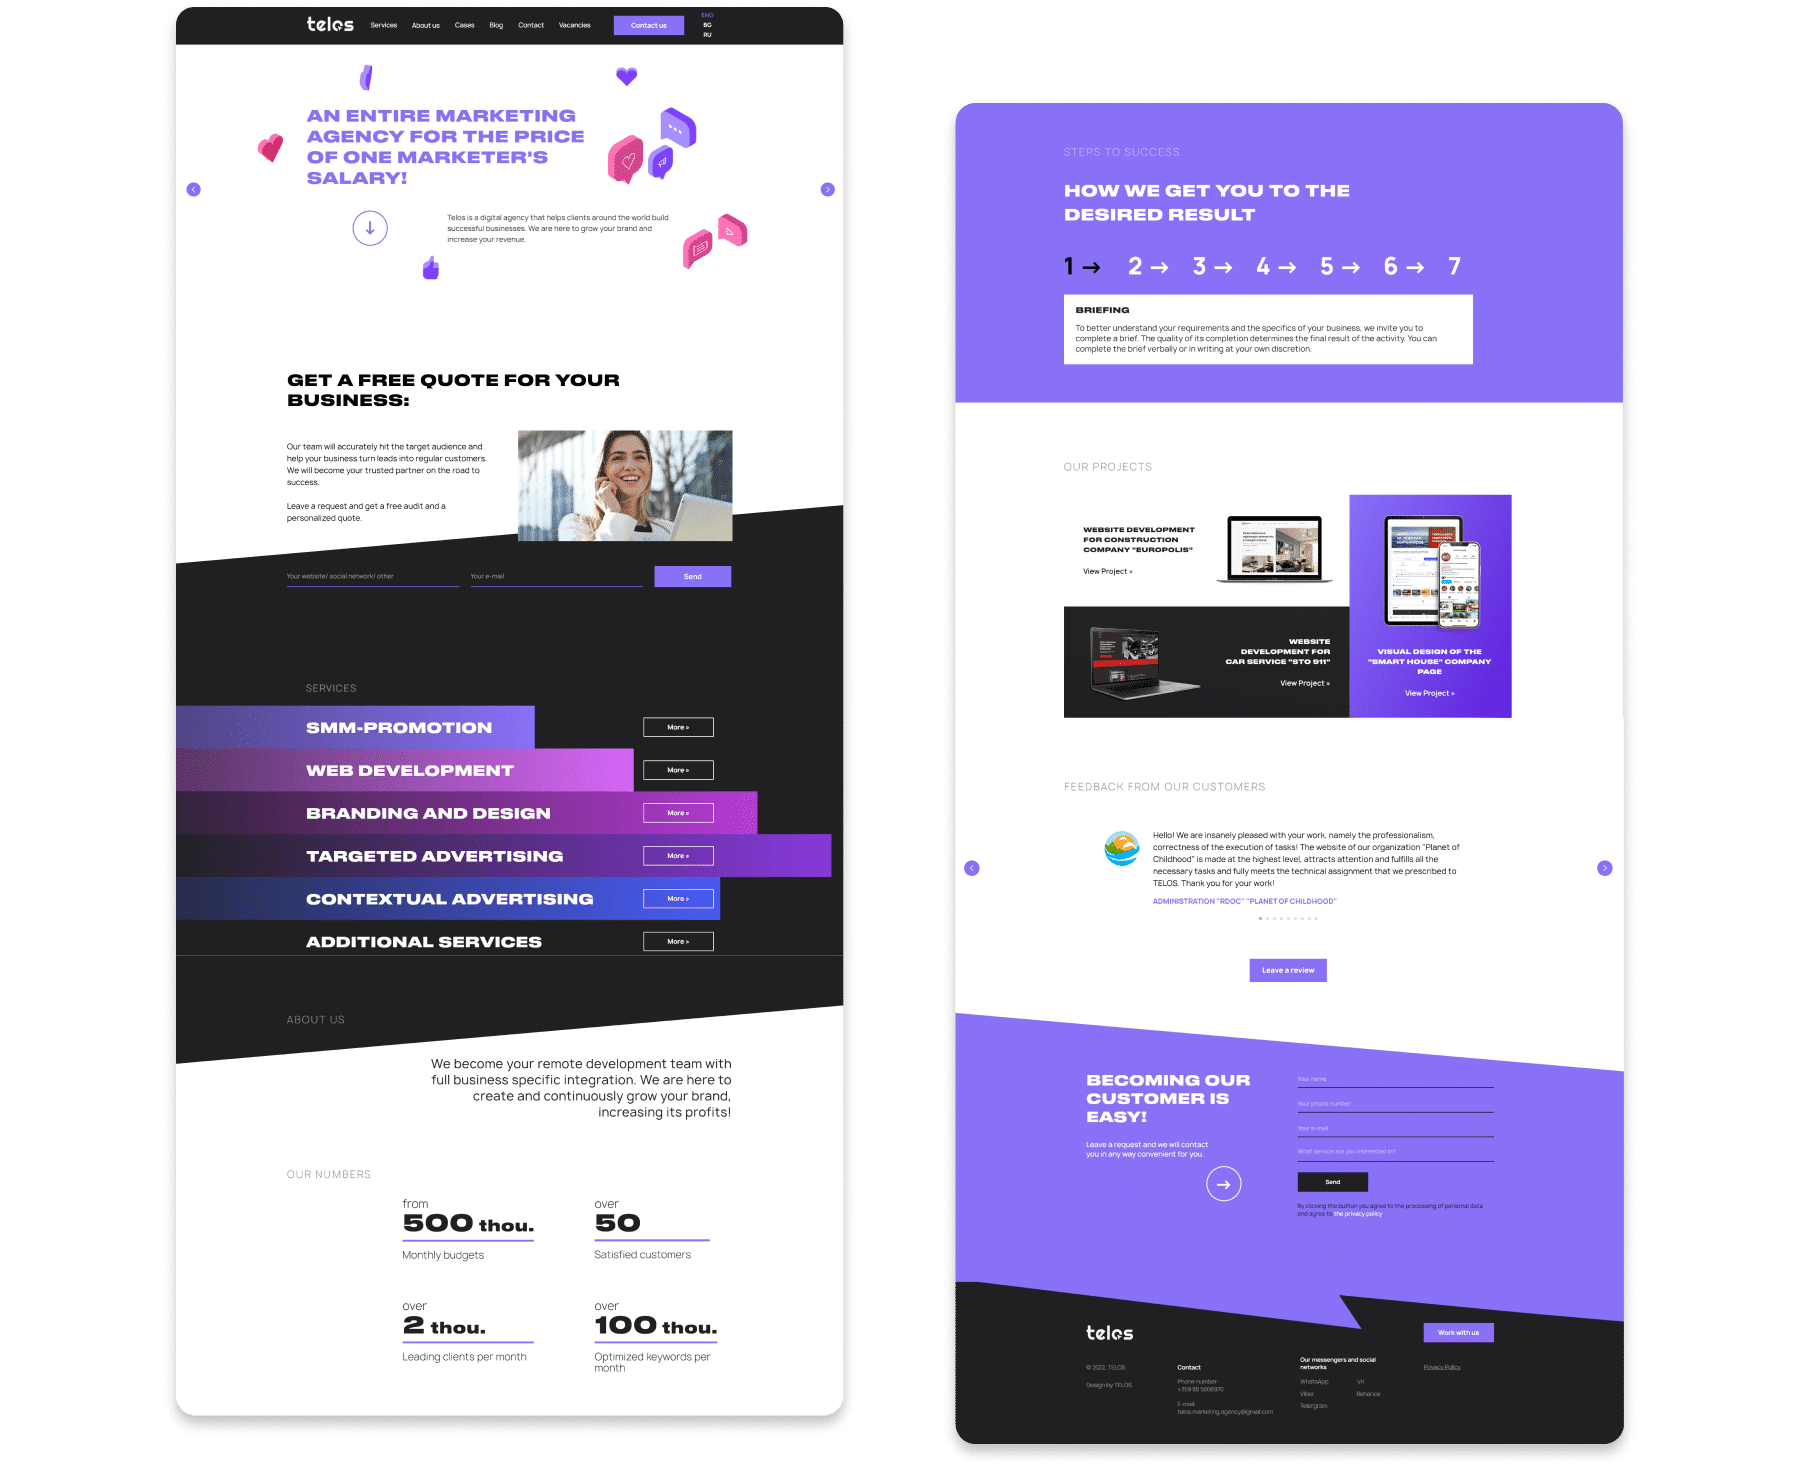 telos
Services
About us
Cases
Blog
Contact
Vacancies
Contact us
ENG
BG
RU
AN ENTIRE MARKETING
AGENCY FOR THE PRICE
OF ONE MARKETER'S
SALARY!
Telos is a digital agency that helps clients around the world build
successful businesses. We are here to grow your brand and
increase your revenue.
GET A FREE QUOTE FOR YOUR
BUSINESS:
Our team will accurately hit the target audience and
help your business turn leads into regular customers.
We will become your trusted partner on the road to
success.
Leave a request and get a free audit and a
personalized quote.
Your website/ social network/ other
Your e-mail
Send
SERVICES
SMM-PROMOTION
More »
WEB DEVELOPMENT
More »
BRANDING AND DESIGN
More »
TARGETED ADVERTISING
More »
CONTEXTUAL ADVERTISING
More »
ADDITIONAL SERVICES
More »
ABOUT US
We become your remote development team with
full business specific integration. We are here to
create and continuously grow your brand,
increasing its profits!
OUR NUMBERS
from
500 thou.
Monthly budgets
over
50
Satisfied customers
over
2 thou.
Leading clients per month
over
100 thou.
Optimized keywords per
month
STEPS TO SUCCESS
HOW WE GET YOU TO THE
DESIRED RESULT
1 → 2 → 3 → 4 → 5 → 6 → 7
BRIEFING
To better understand your requirements and the specifics of your business, we invite you to
complete a brief. The quality of its completion determines the final result of the activity. You can
complete the brief verbally or in writing at your own discretion.
OUR PROJECTS
WEBSITE DEVELOPMENT
FOR CONSTRUCTION
COMPANY "EUROPOLIS"
View Project »
WEBSITE
DEVELOPMENT FOR
CAR SERVICE "STO 911"
View Project »
VISUAL DESIGN OF THE
"SMART HOUSE" COMPANY
PAGE
View Project »
FEEDBACK FROM OUR CUSTOMERS
Hello! We are insanely pleased with your work, namely the professionalism,
correctness of the execution of tasks! The website of our organization "Planet of
Childhood" is made at the highest level, attracts attention and fulfills all the
necessary tasks and fully meets the technical assignment that we prescribed to
TELOS. Thank you for your work!
ADMINISTRATION "RDOC" "PLANET OF CHILDHOOD"
Leave a review
BECOMING OUR
CUSTOMER IS
EASY!
Leave a request and we will contact
you in any way convenient for you.
Your name
Your phone number
Your e-mail
What service are you interested in?
Send
By clicking the button you agree to the processing of personal data
and agree to the privacy policy
telos
© 2022, TELOS
Design by TELOS
Contact
Phone number:
+359 88 5606970
E-mail:
telos.marketing.agency@gmail.com
Our messengers and social
networks
WhatsApp
VK
Viber
Behance
Telergram
Work with us
Privacy Policy